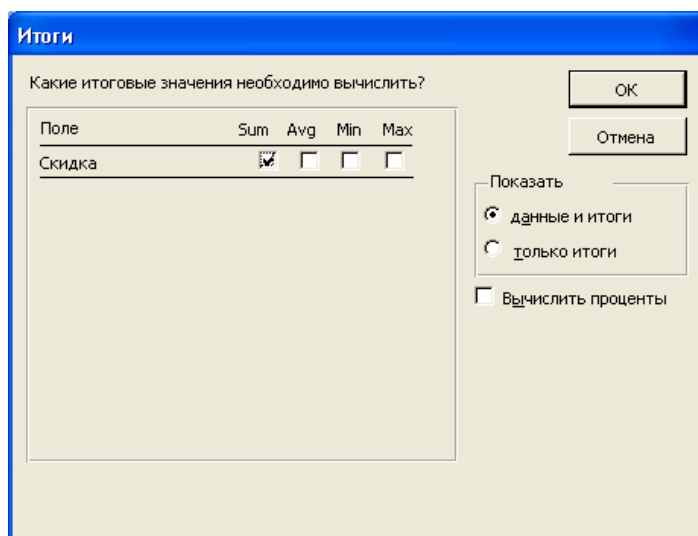 Итоги
Какие итоговые значения необходимо вычислить?
Поле Sum Avg Min Max
Скидка
ОК
Отмена
Показать
данные и итоги
только итоги
Вычислить проценты